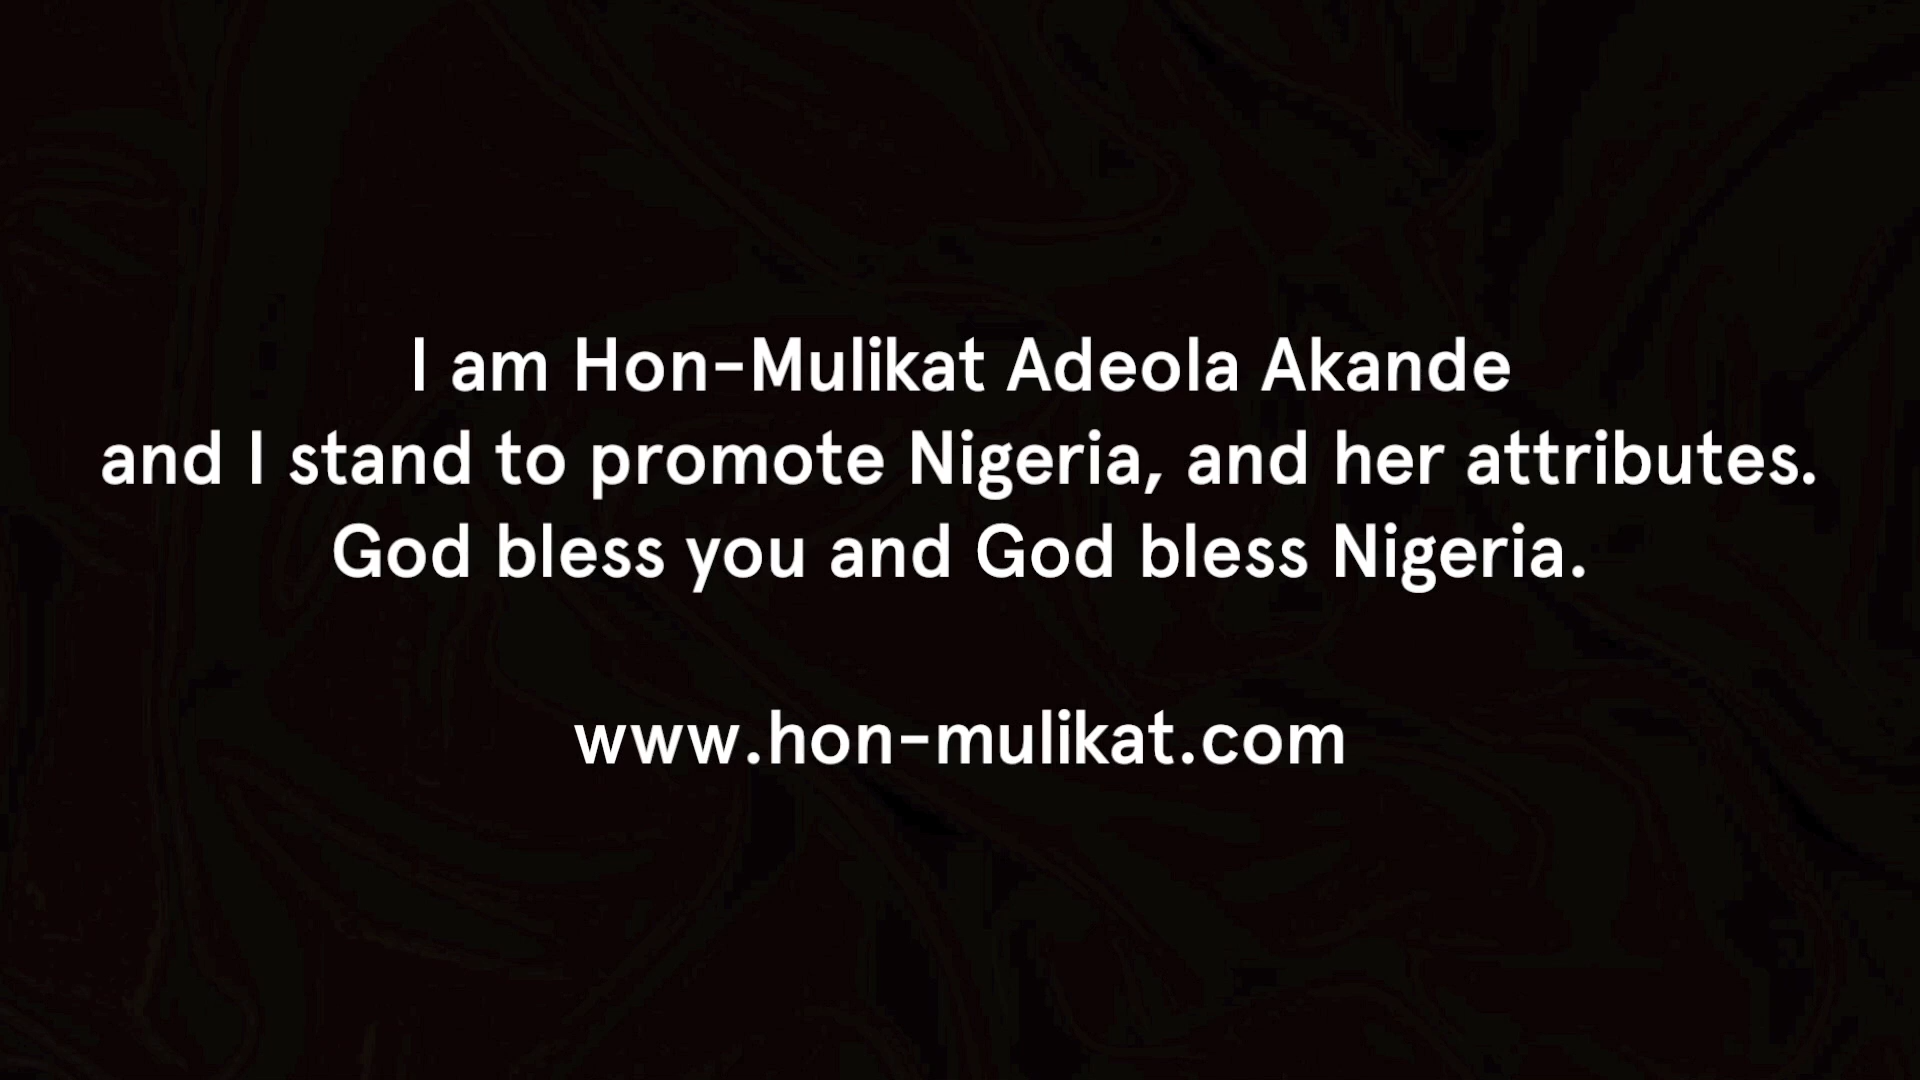 I am Hon-Mulikat Adeola Akande
and I stand to promote Nigeria, and her attributes.
God bless you and God bless Nigeria.
www.hon-mulikat.com